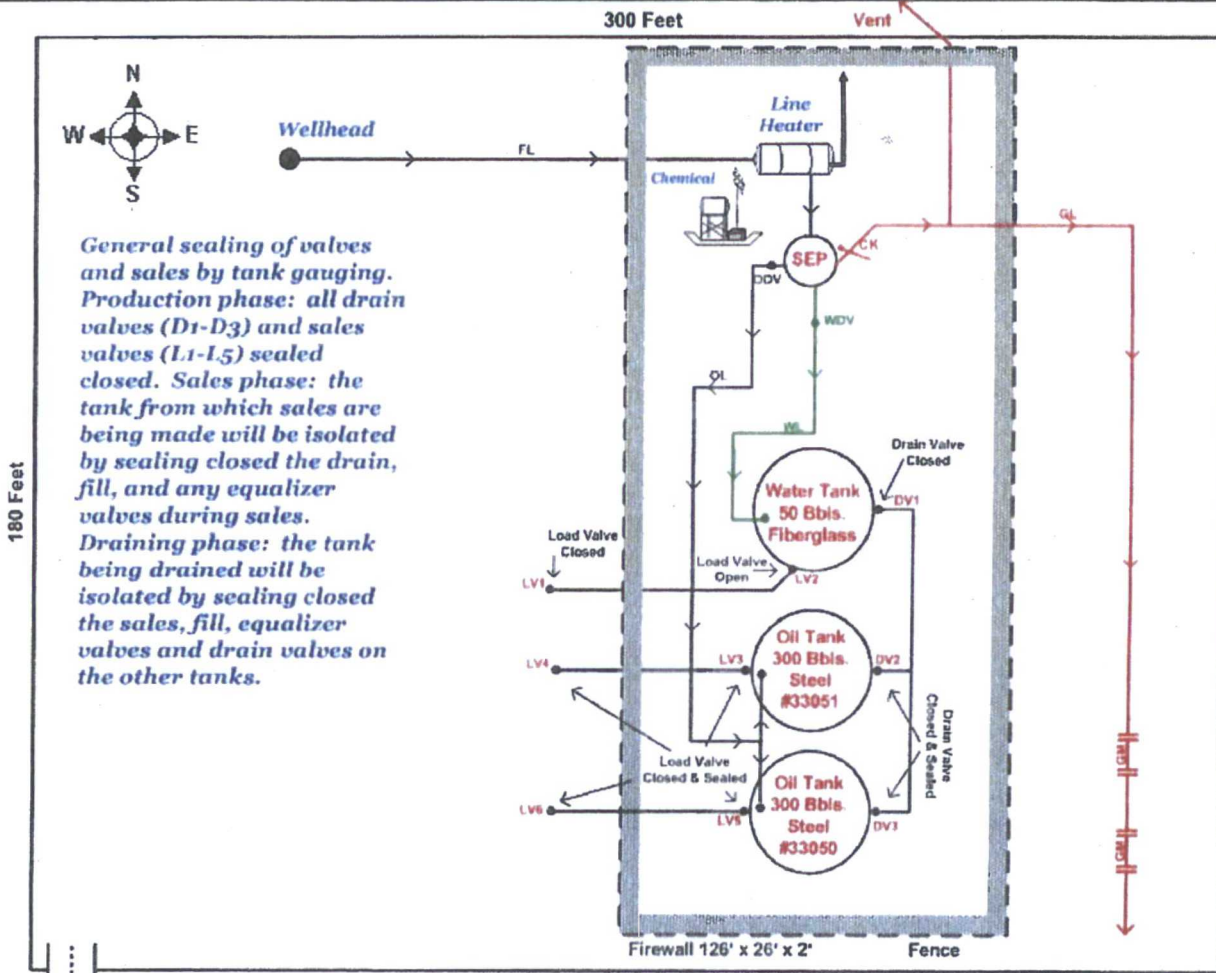 300 Feet
Vent
N
W E
S
Wellhead
FL
Line
Heater
Chemical
SEP
CK
GL
DDV
WDV
OL
WL
General sealing of valves
and sales by tank gauging.
Production phase: all drain
valves (D1-D3) and sales
valves (L1-L5) sealed
closed. Sales phase: the
tank from which sales are
being made will be isolated
by sealing closed the drain,
fill, and any equalizer
valves during sales.
Draining phase: the tank
being drained will be
isolated by sealing closed
the sales, fill, equalizer
valves and drain valves on
the other tanks.
180 Feet
Drain Valve
Closed
Water Tank
50 Bbls.
Fiberglass
DV1
Load Valve
Closed
Load Valve
Open
LV1
LV2
Oil Tank
300 Bbls.
Steel
#33051
LV4
LV3
DV2
Drain Valve
Closed & Sealed
Load Valve
Closed & Sealed
Oil Tank
300 Bbls.
Steel
#33050
LV6
LV5
DV3
GM
GM
Firewall 126' x 26' x 2'
Fence